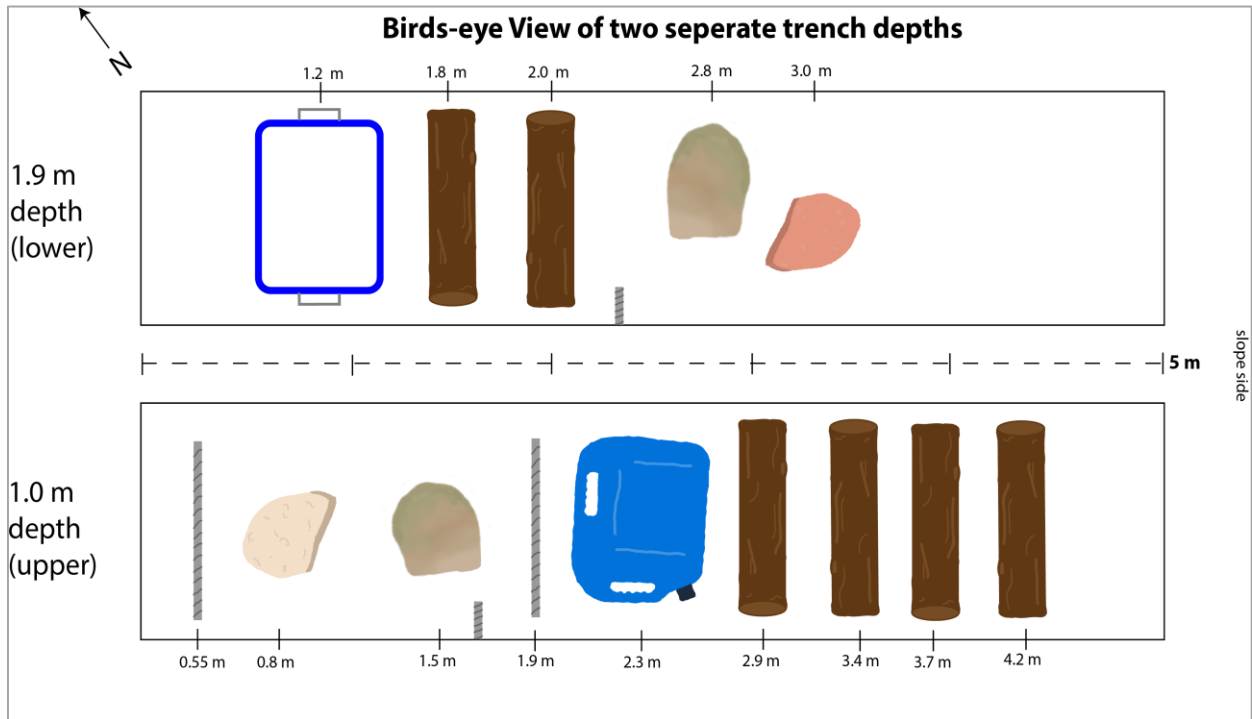 Birds-eye View of two seperate trench depths
N
1.2 m
1.8 m
2.0 m
2.8 m
3.0 m
1.9 m
depth
(lower)
5 m
slope side
1.0 m
depth
(upper)
0.55 m
0.8 m
1.5 m
1.9 m
2.3 m
2.9 m
3.4 m
3.7 m
4.2 m